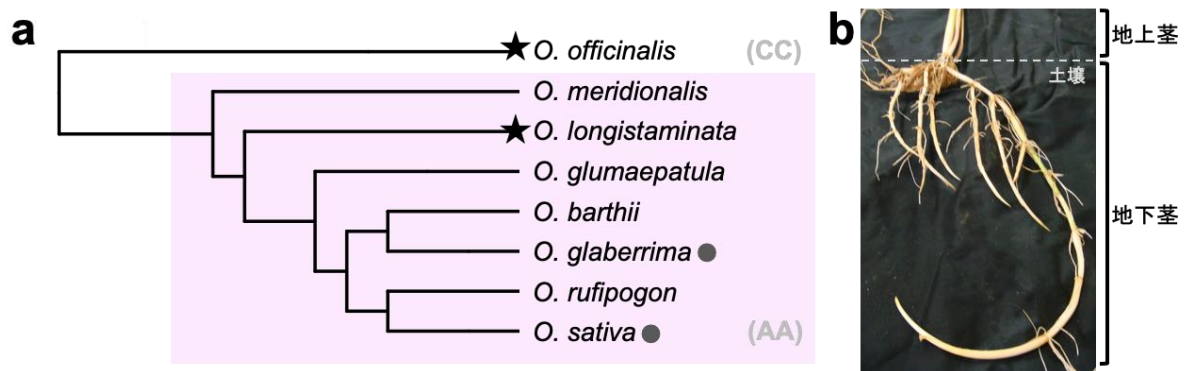 a
O. officinalis (CC)
O. meridionalis
O. longistaminata
O. glumaepatula
O. barthii
O. glaberrima
O. rufipogon
O. sativa (AA)
b
地上茎
土壌
地下茎